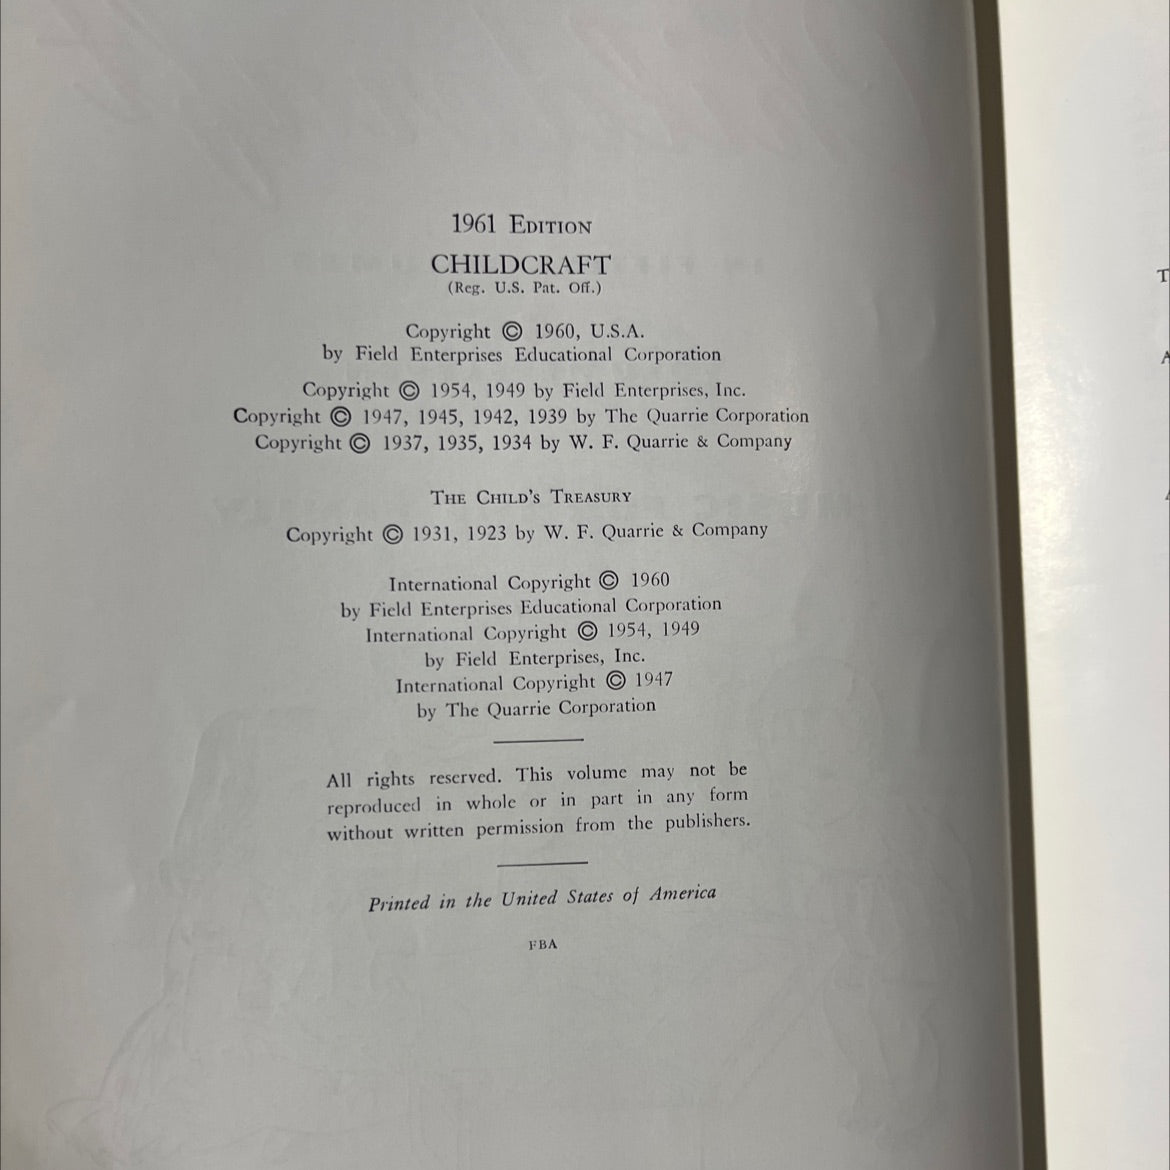 1961 Edition
CHILDCRAFT
(Reg. U.S. Pat. Off.)
Copyright © 1960, U.S.A.
by Field Enterprises Educational Corporation
Copyright © 1954, 1949 by Field Enterprises, Inc.
Copyright © 1947, 1945, 1942, 1939 by The Quarrie Corporation
Copyright © 1937, 1935, 1934 by W. F. Quarrie & Company
The Child's Treasury
Copyright © 1931, 1923 by W. F. Quarrie & Company
International Copyright © 1960
by Field Enterprises Educational Corporation
International Copyright © 1954, 1949
by Field Enterprises, Inc.
International Copyright © 1947
by The Quarrie Corporation
All rights reserved. This volume may not be
reproduced in whole or in part in any form
without written permission from the publishers.
Printed in the United States of America
FBA